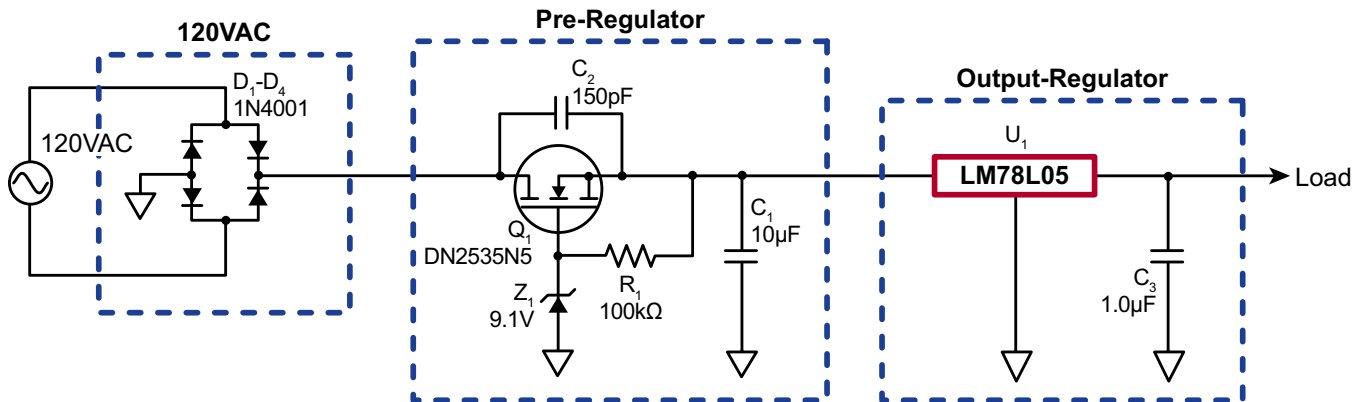 120VAC
D1-D4
1N4001
120VAC
Pre-Regulator
C2
150pF
Q1
DN2535N5
R1
100kΩ
Z1
9.1V
C1
10µF
Output-Regulator
U1
LM78L05
Load
C3
1.0µF